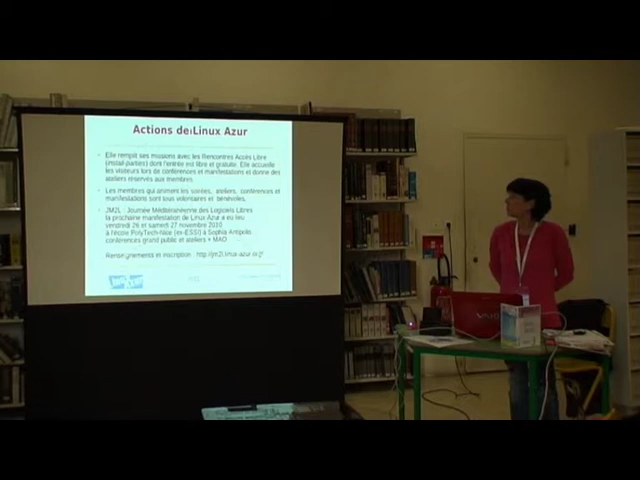 Actions de Linux Azur
Elle remplit ses missions avec les Rencontres Accès Libre
(install-parties) dont l'entrée est libre et gratuite. Elle accueille
les visiteurs lors de conférences et manifestations et donne des
ateliers réservés aux membres.
Les membres qui animent les soirées, ateliers, conférences et
manifestations sont tous volontaires et bénévoles.
JM2L : Journée Méditéranéenne des Logiciels Libres
la prochaine manifestation de Linux Azur a eu lieu
vendredi 26 et samedi 27 novembre 2010
à l'école PolyTech-Nice (ex-ESSI) à Sophia Antipolis
conférences grand public et ateliers + MAO
Renseignements et inscription : http://jm2l.linux-azur.org/
VAIO